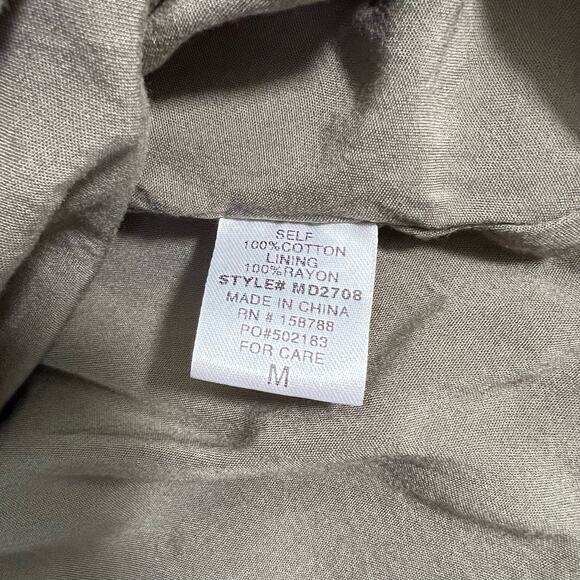 SELF
100%COTTON
LINING
100%RAYON
STYLE# MD2708
MADE IN CHINA
RN # 158788
PO#502183
FOR CARE
M